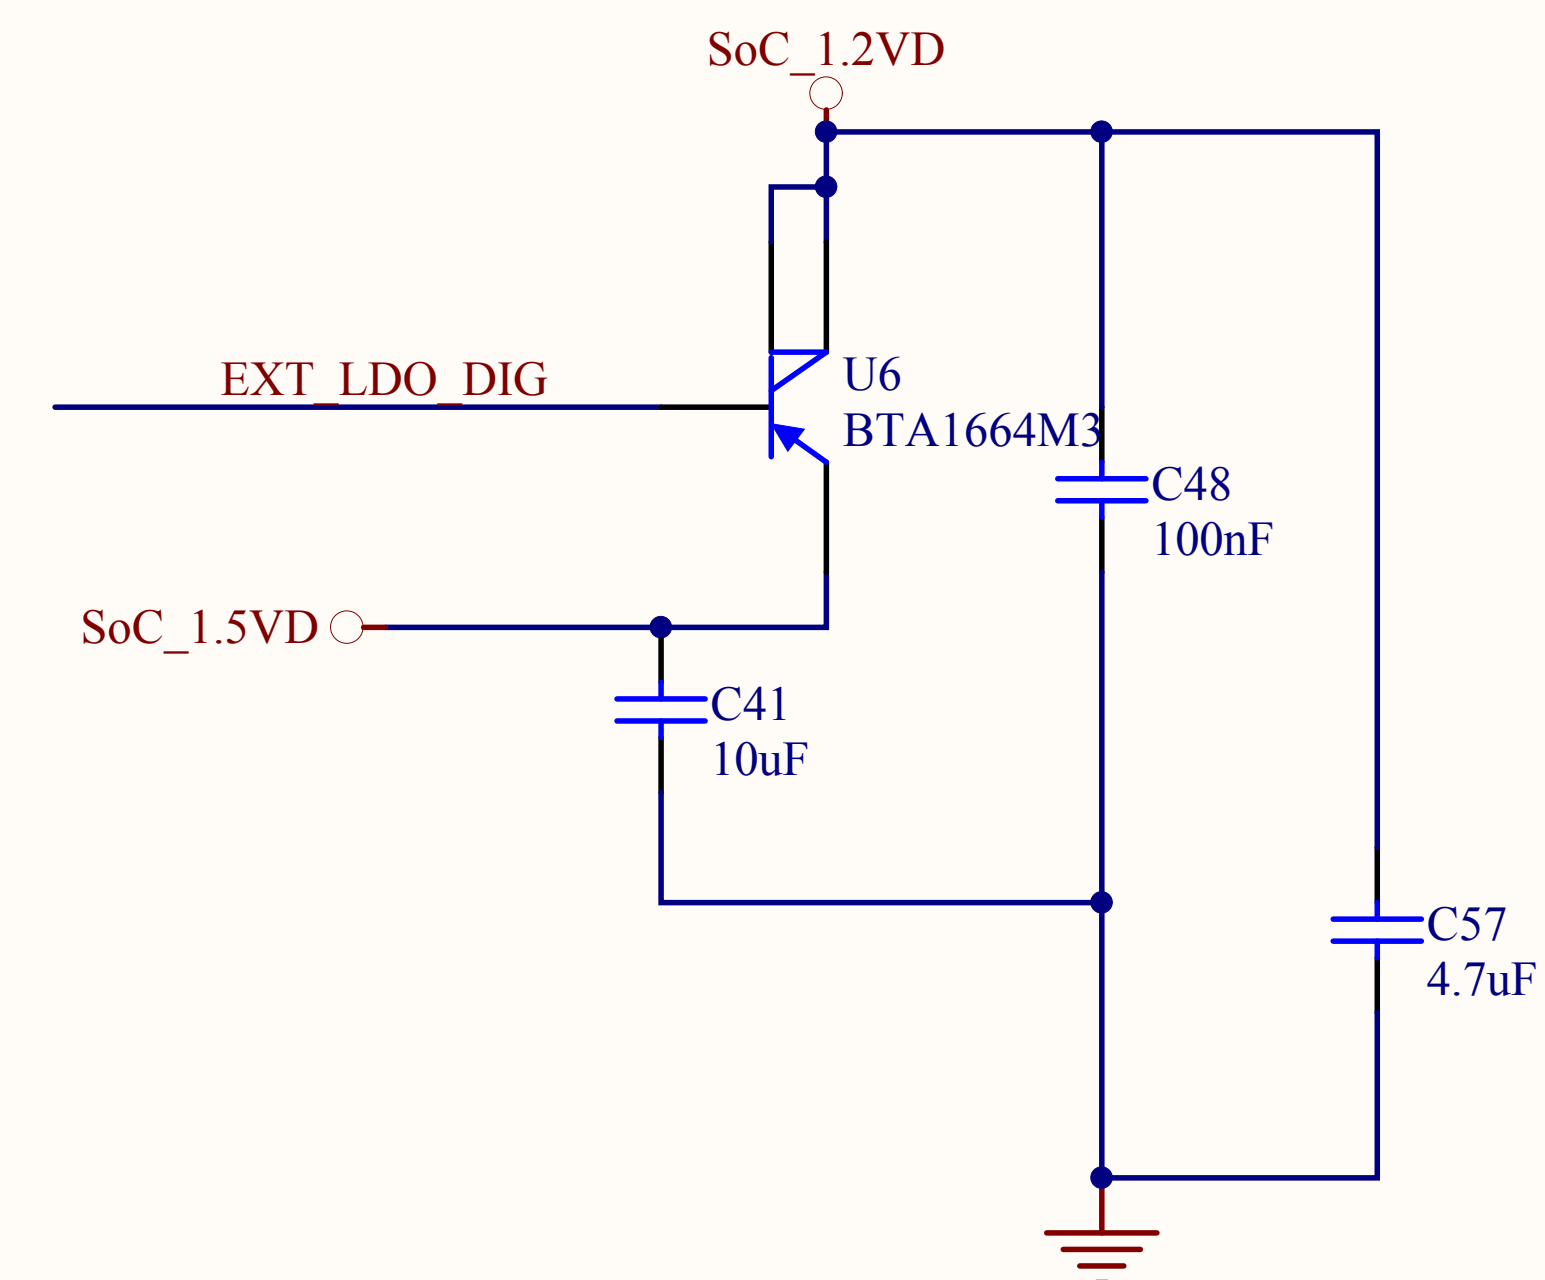 SoC_1.2VD
EXT_LDO_DIG
U6
BTA1664M3
C48
100nF
SoC_1.5VD
C41
10uF
C57
4.7uF